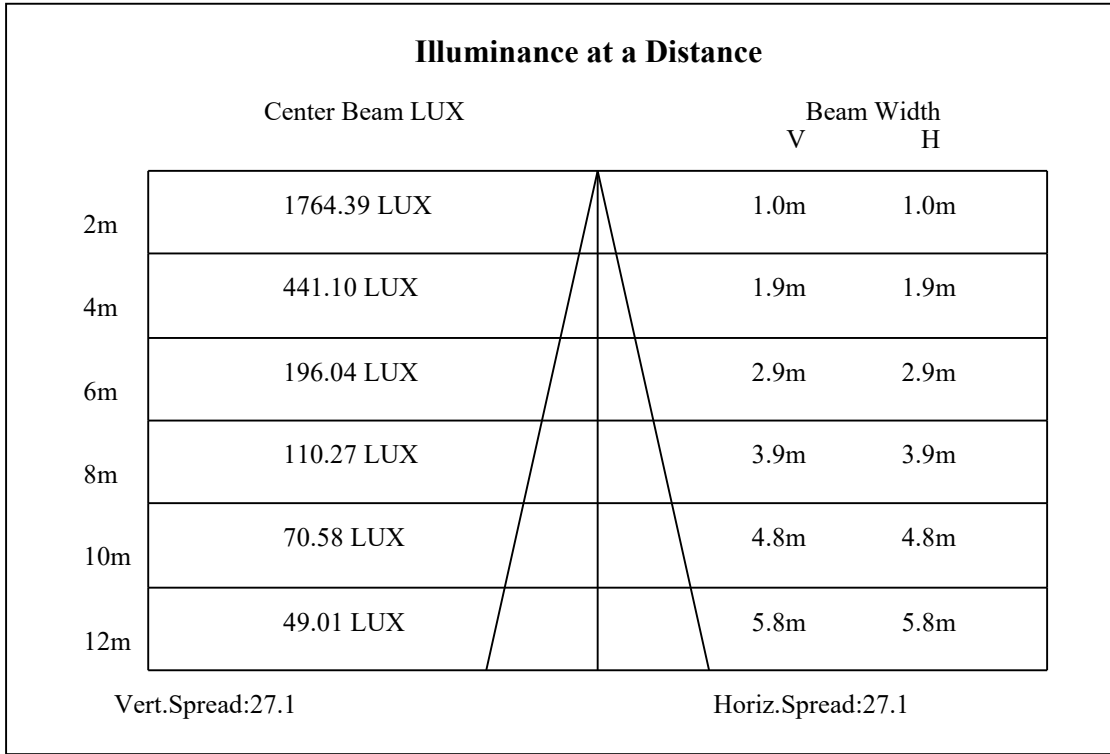 Illuminance at a Distance
Center Beam LUX Beam Width
V H
2m 1764.39 LUX 1.0m 1.0m
4m 441.10 LUX 1.9m 1.9m
6m 196.04 LUX 2.9m 2.9m
8m 110.27 LUX 3.9m 3.9m
10m 70.58 LUX 4.8m 4.8m
12m 49.01 LUX 5.8m 5.8m
Vert.Spread:27.1 Horiz.Spread:27.1